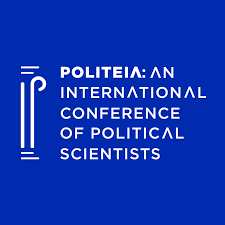 POLITEIA: AN
INTERNATIONAL
CONFERENCE
OF POLITICAL
SCIENTISTS